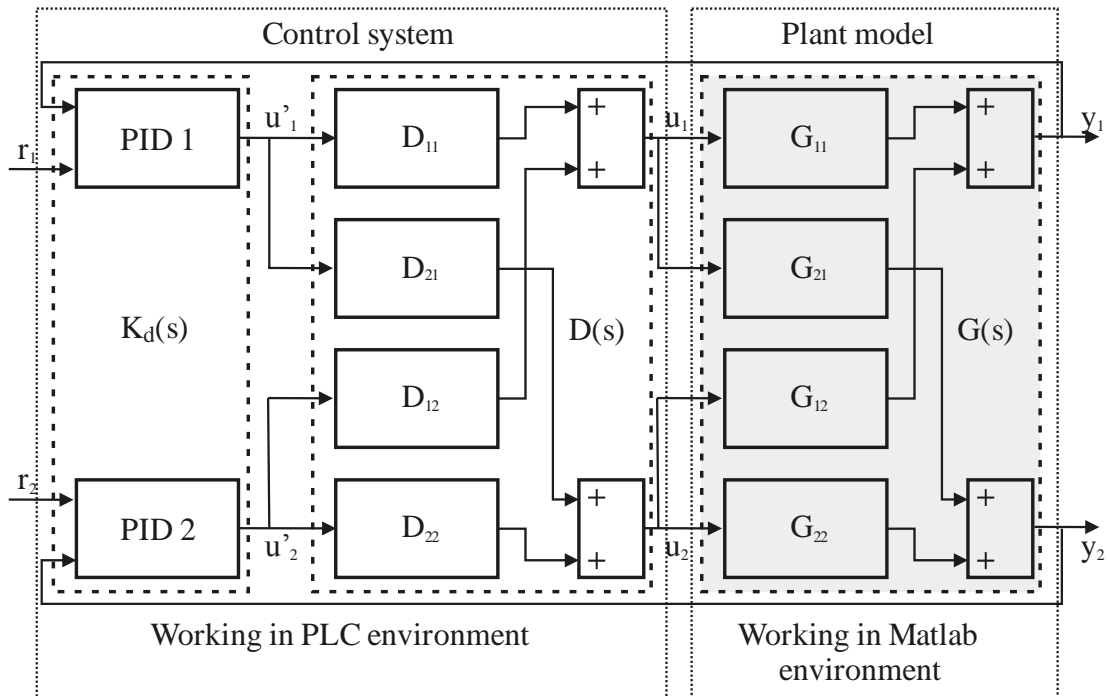 Control system
Plant model
PID 1
u'₁
D₁₁
+
+
u₁
G₁₁
+
+
y₁
r₁
D₂₁
G₂₁
K_d(s)
D(s)
G(s)
D₁₂
G₁₂
r₂
PID 2
u'₂
D₂₂
+
+
u₂
G₂₂
+
+
y₂
Working in PLC environment
Working in Matlab
environment